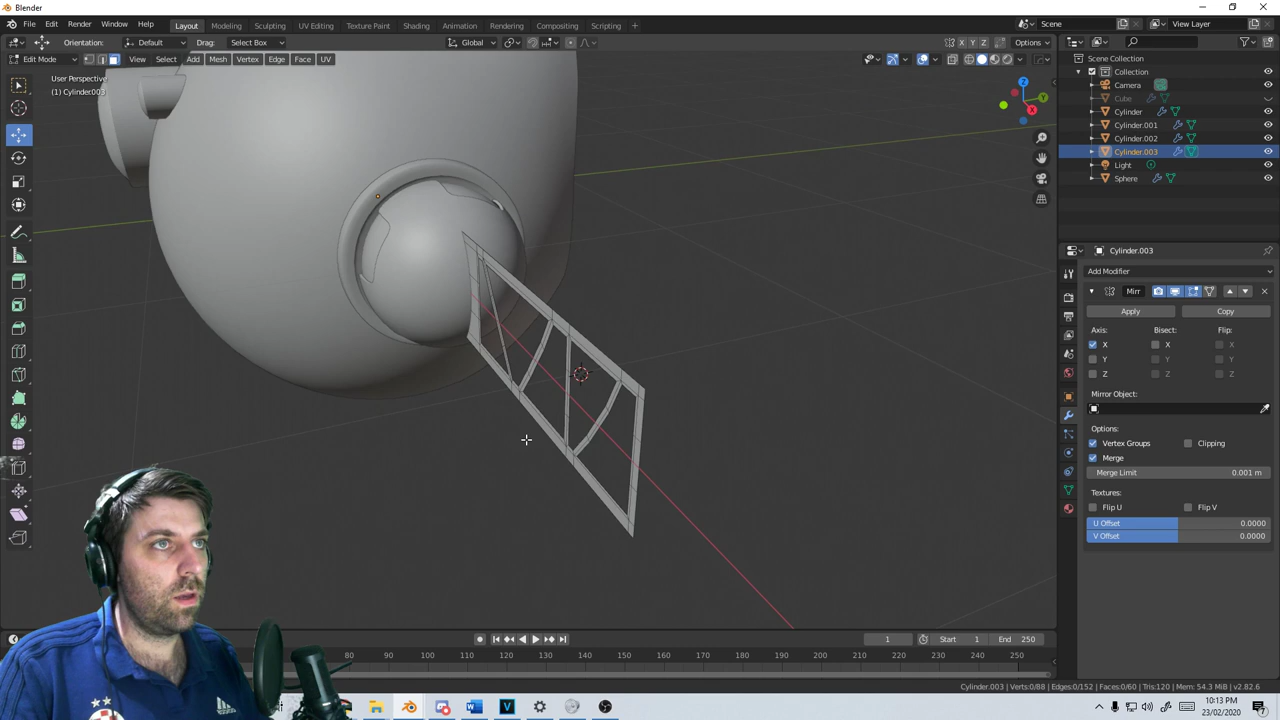 Blender
File Edit Render Window Help Layout Modeling Sculpting UV Editing Texture Paint Shading Animation Rendering Compositing Scripting Scene View Layer
Orientation: Default Drag: Select Box Global X Y Z Options
Edit Mode View Select Add Mesh Vertex Edge Face UV
User Perspective
(1) Cylinder.003
Z
Y
X
Scene Collection
Collection
Camera
Cube
Cylinder
Cylinder.001
Cylinder.002
Cylinder.003
Light
Sphere
Cylinder.003
Add Modifier
Mirr
Apply Copy
Axis: Bisect: Flip:
X X X
Y Y Y
Z Z Z
Mirror Object:
Options:
Vertex Groups Clipping
Merge
Merge Limit 0.001 m
Textures:
Flip U Flip V
U Offset 0.0000
V Offset 0.0000
1 Start 1 End 250
80 90 100 110 120 130 140 150 160 170 180 190 200 210 220 230 240 250
Cylinder.003 | Verts:0/88 | Edges:0/152 | Faces:0/60 | Tris:120 | Mem: 54.3 MiB | v2.82.6
10:13 PM
23/02/2020